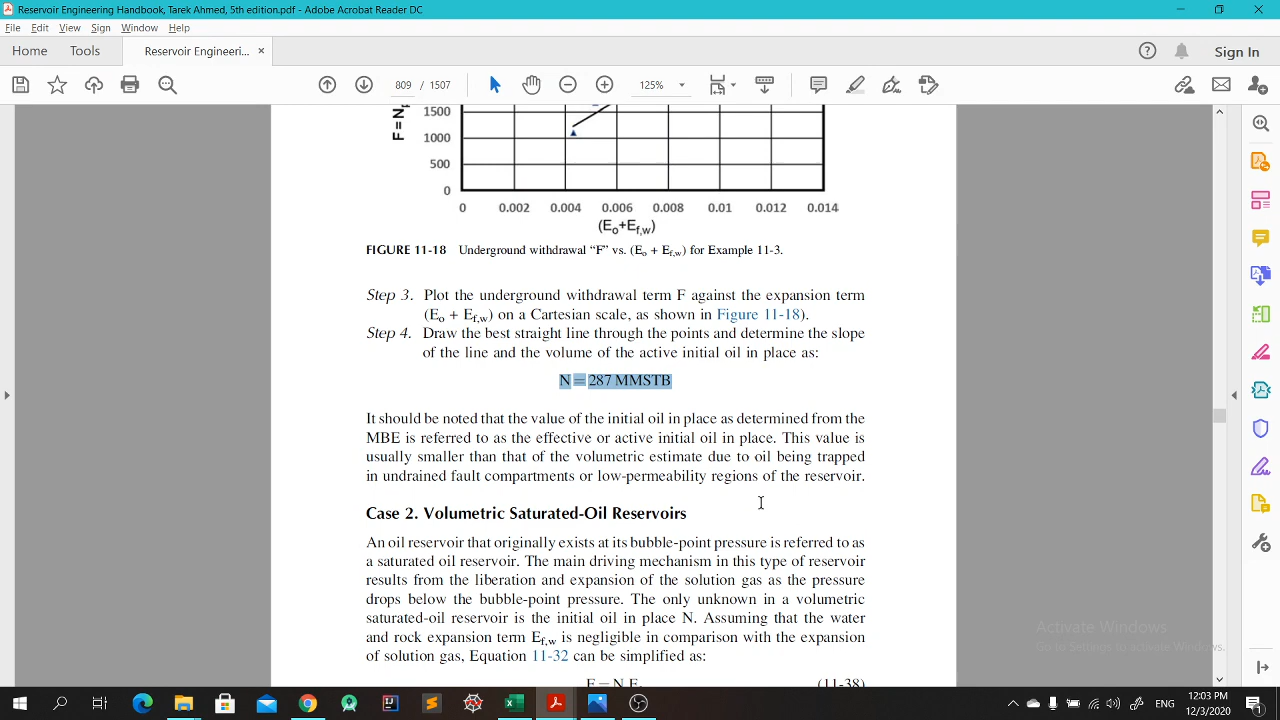 Reservoir Engineering Handbook, Tarek Ahmed, 5th edition.pdf - Adobe Acrobat Reader DC
File Edit View Sign Window Help
Home Tools Reservoir Engineeri... × Sign In
809 / 1507 125%
F=N
1500
1000
500
0
0 0.002 0.004 0.006 0.008 0.01 0.012 0.014
(Eo+Ef,w)
FIGURE 11-18 Underground withdrawal “F” vs. (Eo + Ef,w) for Example 11-3.
Step 3. Plot the underground withdrawal term F against the expansion term
(Eo + Ef,w) on a Cartesian scale, as shown in Figure 11-18).
Step 4. Draw the best straight line through the points and determine the slope
of the line and the volume of the active initial oil in place as:
N = 287 MMSTB
It should be noted that the value of the initial oil in place as determined from the
MBE is referred to as the effective or active initial oil in place. This value is
usually smaller than that of the volumetric estimate due to oil being trapped
in undrained fault compartments or low-permeability regions of the reservoir.
Case 2. Volumetric Saturated-Oil Reservoirs
An oil reservoir that originally exists at its bubble-point pressure is referred to as
a saturated oil reservoir. The main driving mechanism in this type of reservoir
results from the liberation and expansion of the solution gas as the pressure
drops below the bubble-point pressure. The only unknown in a volumetric
saturated-oil reservoir is the initial oil in place N. Assuming that the water
and rock expansion term Ef,w is negligible in comparison with the expansion
of solution gas, Equation 11-32 can be simplified as:
F = N E (11-38)
Activate Windows
Go to Settings to activate Windows.
ENG 12:03 PM
12/3/2020